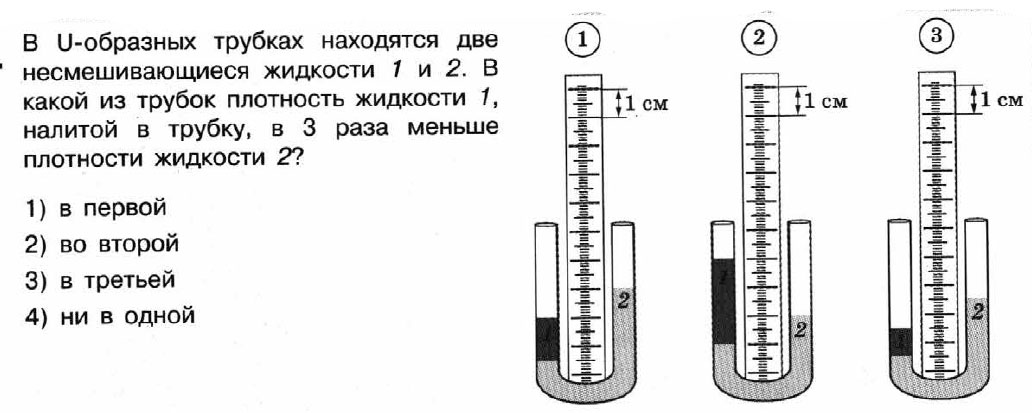 В U-образных трубках находятся две
несмешивающиеся жидкости 1 и 2. В
какой из трубок плотность жидкости 1,
налитой в трубку, в 3 раза меньше
плотности жидкости 2?
1) в первой
2) во второй
3) в третьей
4) ни в одной
1
2
3
1 см
1 см
1 см
1
2
1
2
1
2